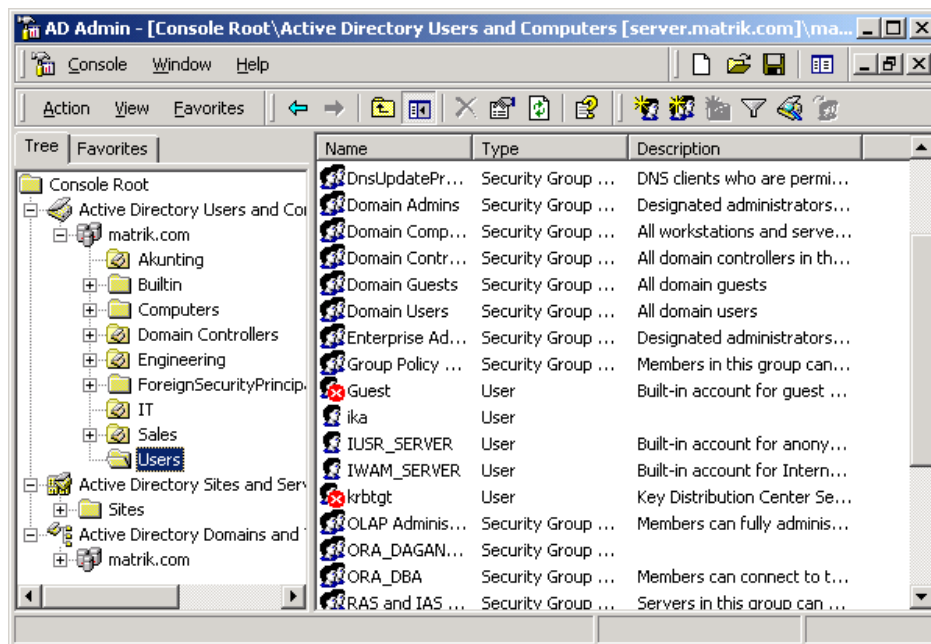 AD Admin - [Console Root\Active Directory Users and Computers [server.matrik.com]\ma...
Console Window Help
Action View Favorites
Tree Favorites
Console Root
Active Directory Users and Co
matrik.com
Akunting
Builtin
Computers
Domain Controllers
Engineering
ForeignSecurityPrincip
IT
Sales
Users
Active Directory Sites and Ser
Sites
Active Directory Domains and
matrik.com
Name Type Description
DnsUpdatePr... Security Group ... DNS clients who are permi...
Domain Admins Security Group ... Designated administrators...
Domain Comp... Security Group ... All workstations and serve...
Domain Contr... Security Group ... All domain controllers in th...
Domain Guests Security Group ... All domain guests
Domain Users Security Group ... All domain users
Enterprise Ad... Security Group ... Designated administrators...
Group Policy ... Security Group ... Members in this group can...
Guest User Built-in account for guest ...
ika User
IUSR_SERVER User Built-in account for anony...
IWAM_SERVER User Built-in account for Intern...
krbtgt User Key Distribution Center Se...
OLAP Adminis... Security Group ... Members can fully adminis...
ORA_DAGAN... Security Group ...
ORA_DBA Security Group ... Members can connect to t...
RAS and IAS ... Security Group ... Servers in this group can ...